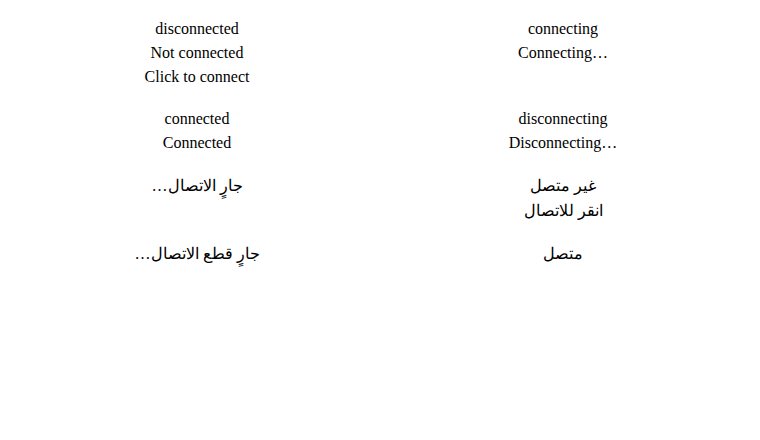 disconnected
Not connected
Click to connect
connecting
Connecting…
connected
Connected
disconnecting
Disconnecting…
غير متصل
انقر للاتصال
جارٍ الاتصال…
متصل
جارٍ قطع الاتصال…